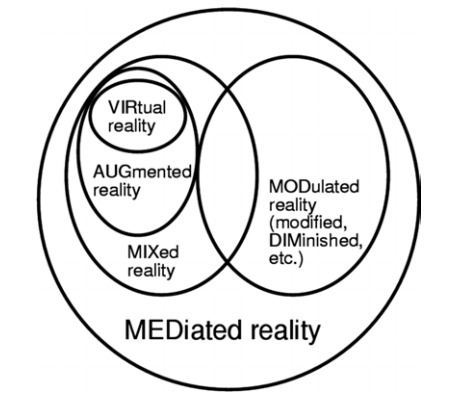 VIRtual
reality
AUGmented
reality
MIXed
reality
MODulated
reality
(modified,
DIMinished,
etc.)
MEDiated reality